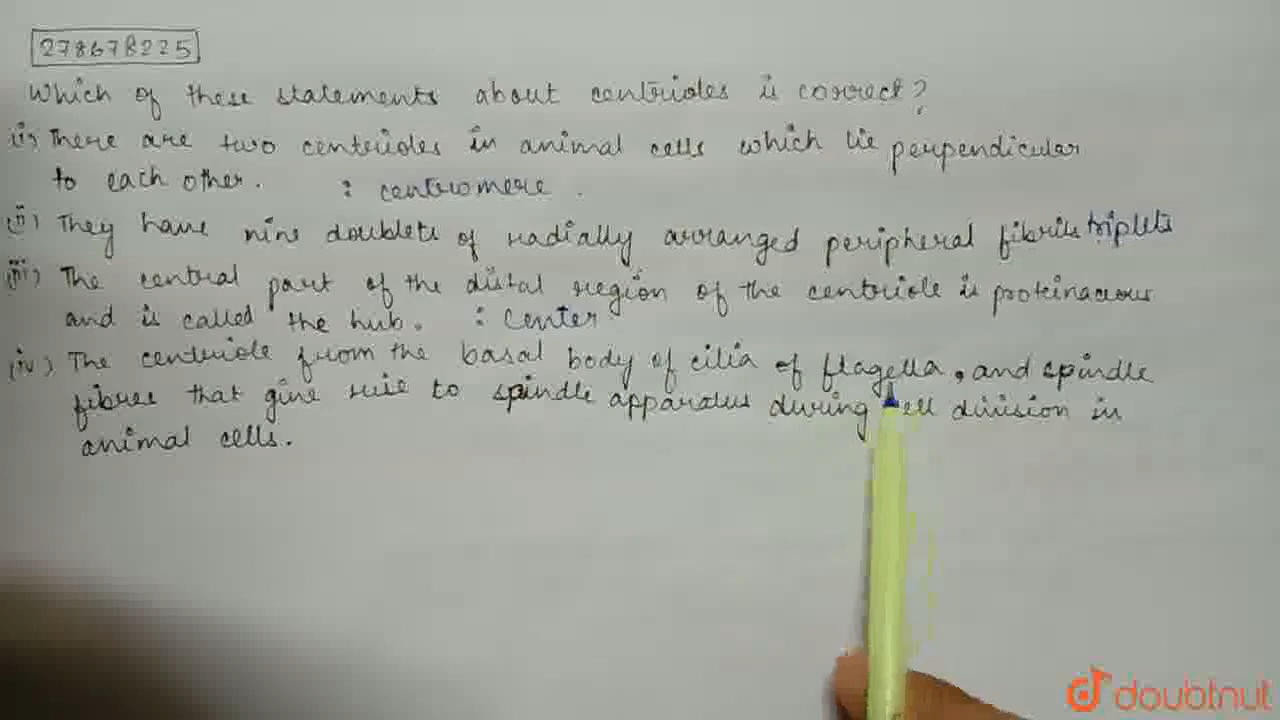 278678225
Which of these statements about centrioles is correct?
(i) There are two centrioles in animal cells which lie perpendicular
to each other. : centromere.
(ii) They have nine doublets of radially arranged peripheral fibrils triplets
(iii) The central part of the distal region of the centriole is proteinaceous
and is called the hub. : Center
(iv) The centriole from the basal body of cilia of flagella, and spindle
fibres that give rise to spindle apparatus during cell division in
animal cells.
doubtnut